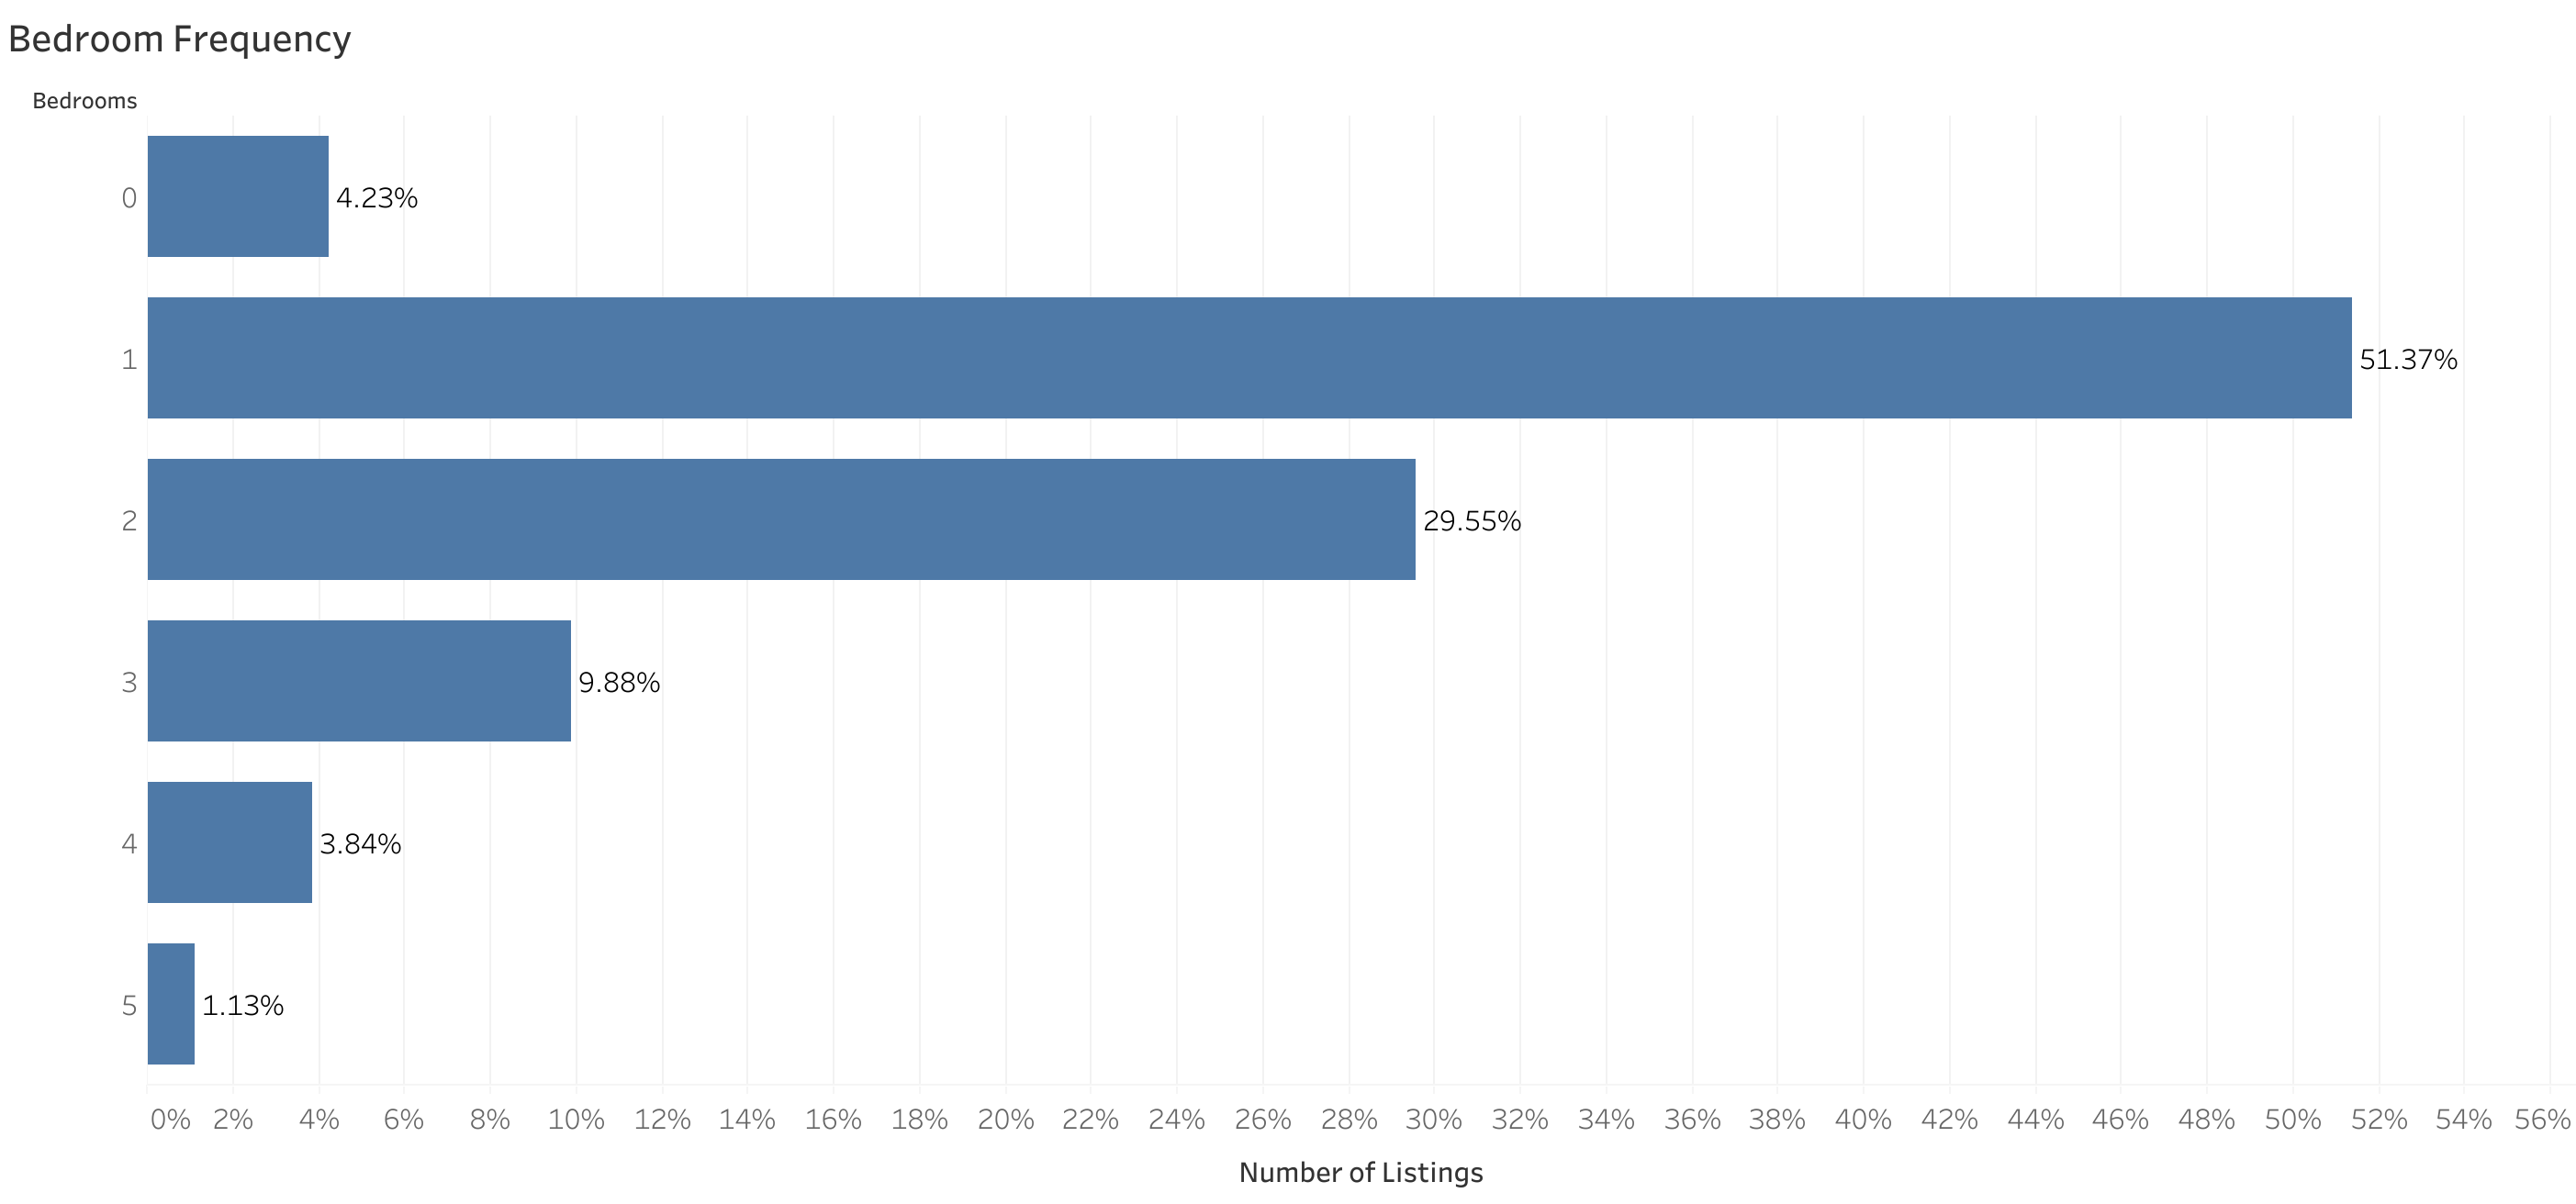 Bedroom Frequency
Bedrooms
0 4.23%
1 51.37%
2 29.55%
3 9.88%
4 3.84%
5 1.13%
0% 2% 4% 6% 8% 10% 12% 14% 16% 18% 20% 22% 24% 26% 28% 30% 32% 34% 36% 38% 40% 42% 44% 46% 48% 50% 52% 54% 56%
Number of Listings